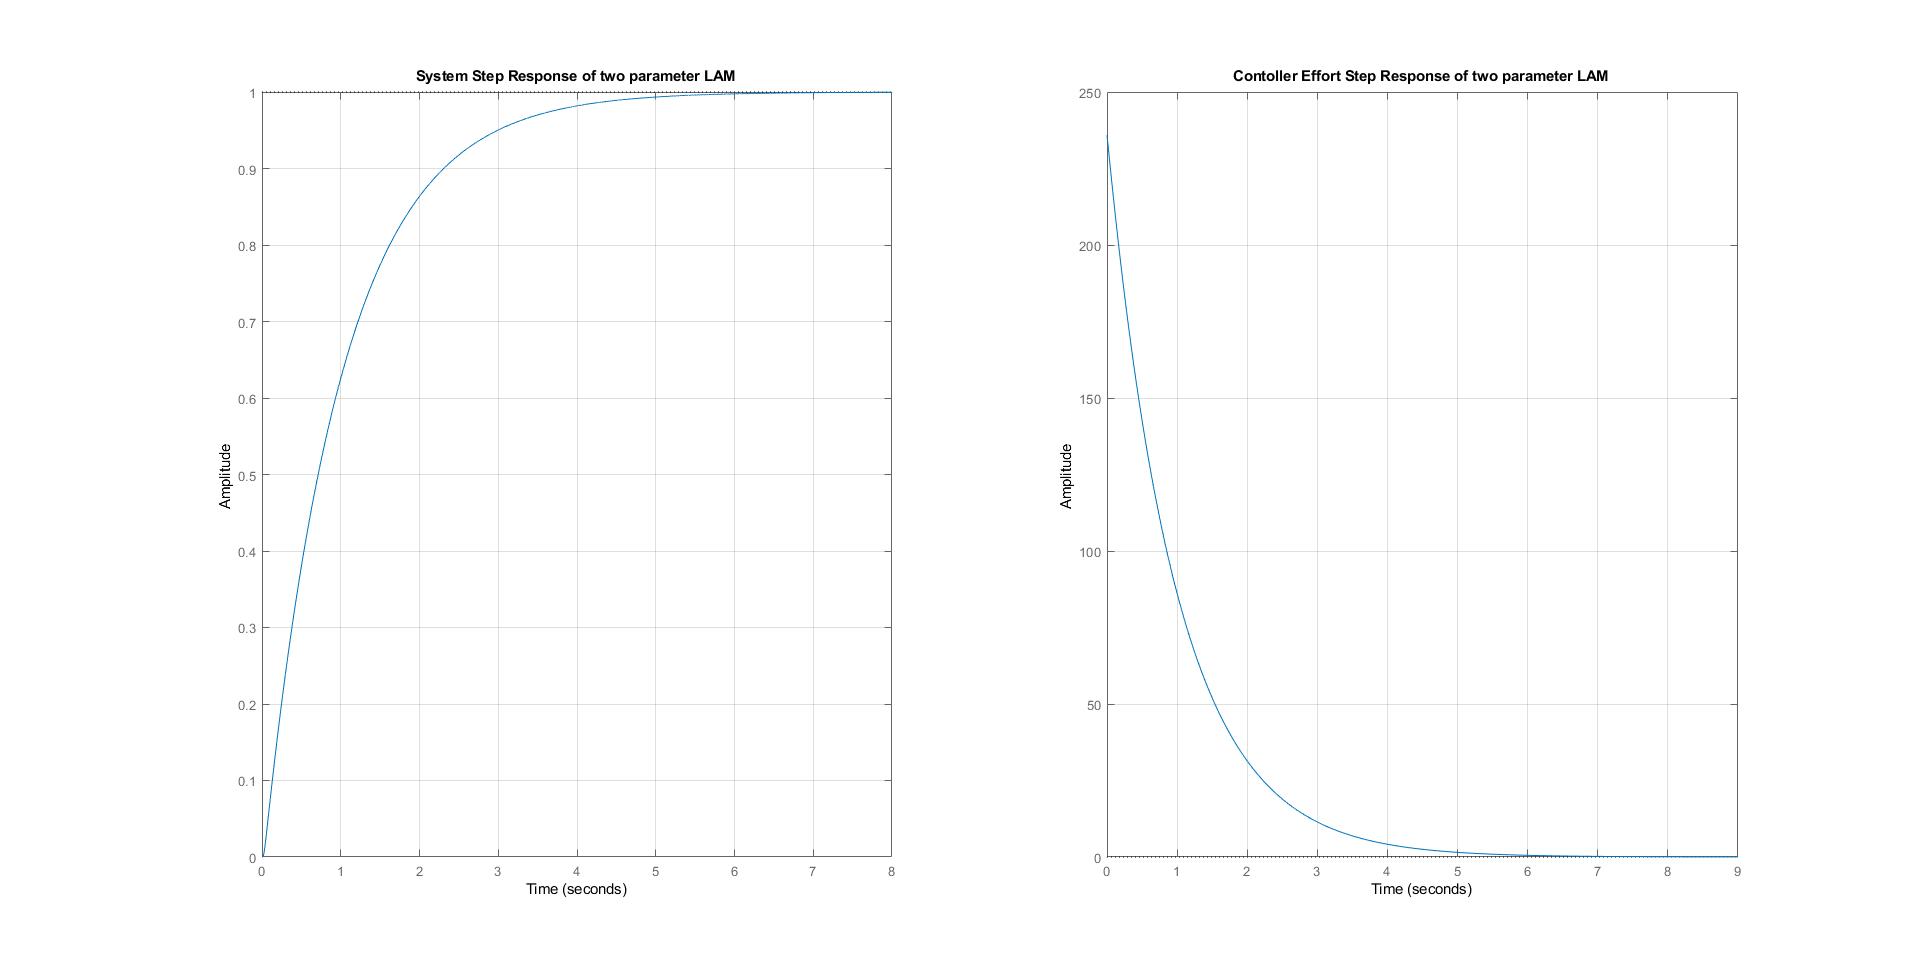 System Step Response of two parameter LAM
1
0.9
0.8
0.7
0.6
0.5
0.4
0.3
0.2
0.1
0
Amplitude
0 1 2 3 4 5 6 7 8
Time (seconds)
Contoller Effort Step Response of two parameter LAM
250
200
150
100
50
0
Amplitude
0 1 2 3 4 5 6 7 8 9
Time (seconds)